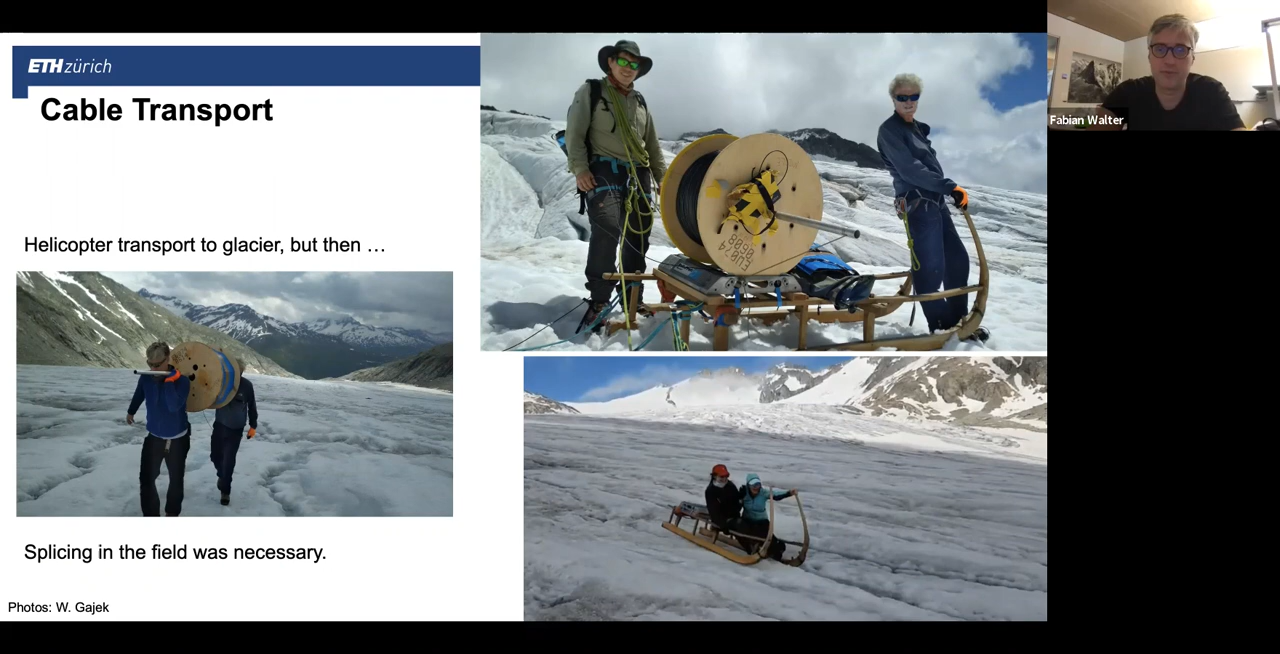 ETH zürich
Cable Transport
Fabian Walter
Helicopter transport to glacier, but then …
Splicing in the field was necessary.
Photos: W. Gajek